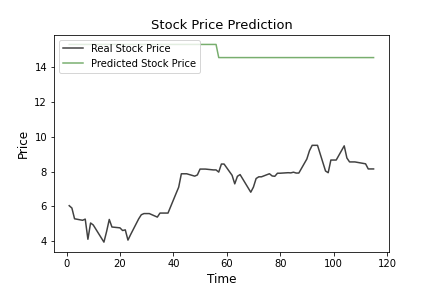 Stock Price Prediction
Real Stock Price
Predicted Stock Price
Price
14
12
10
8
6
4
0 20 40 60 80 100 120
Time